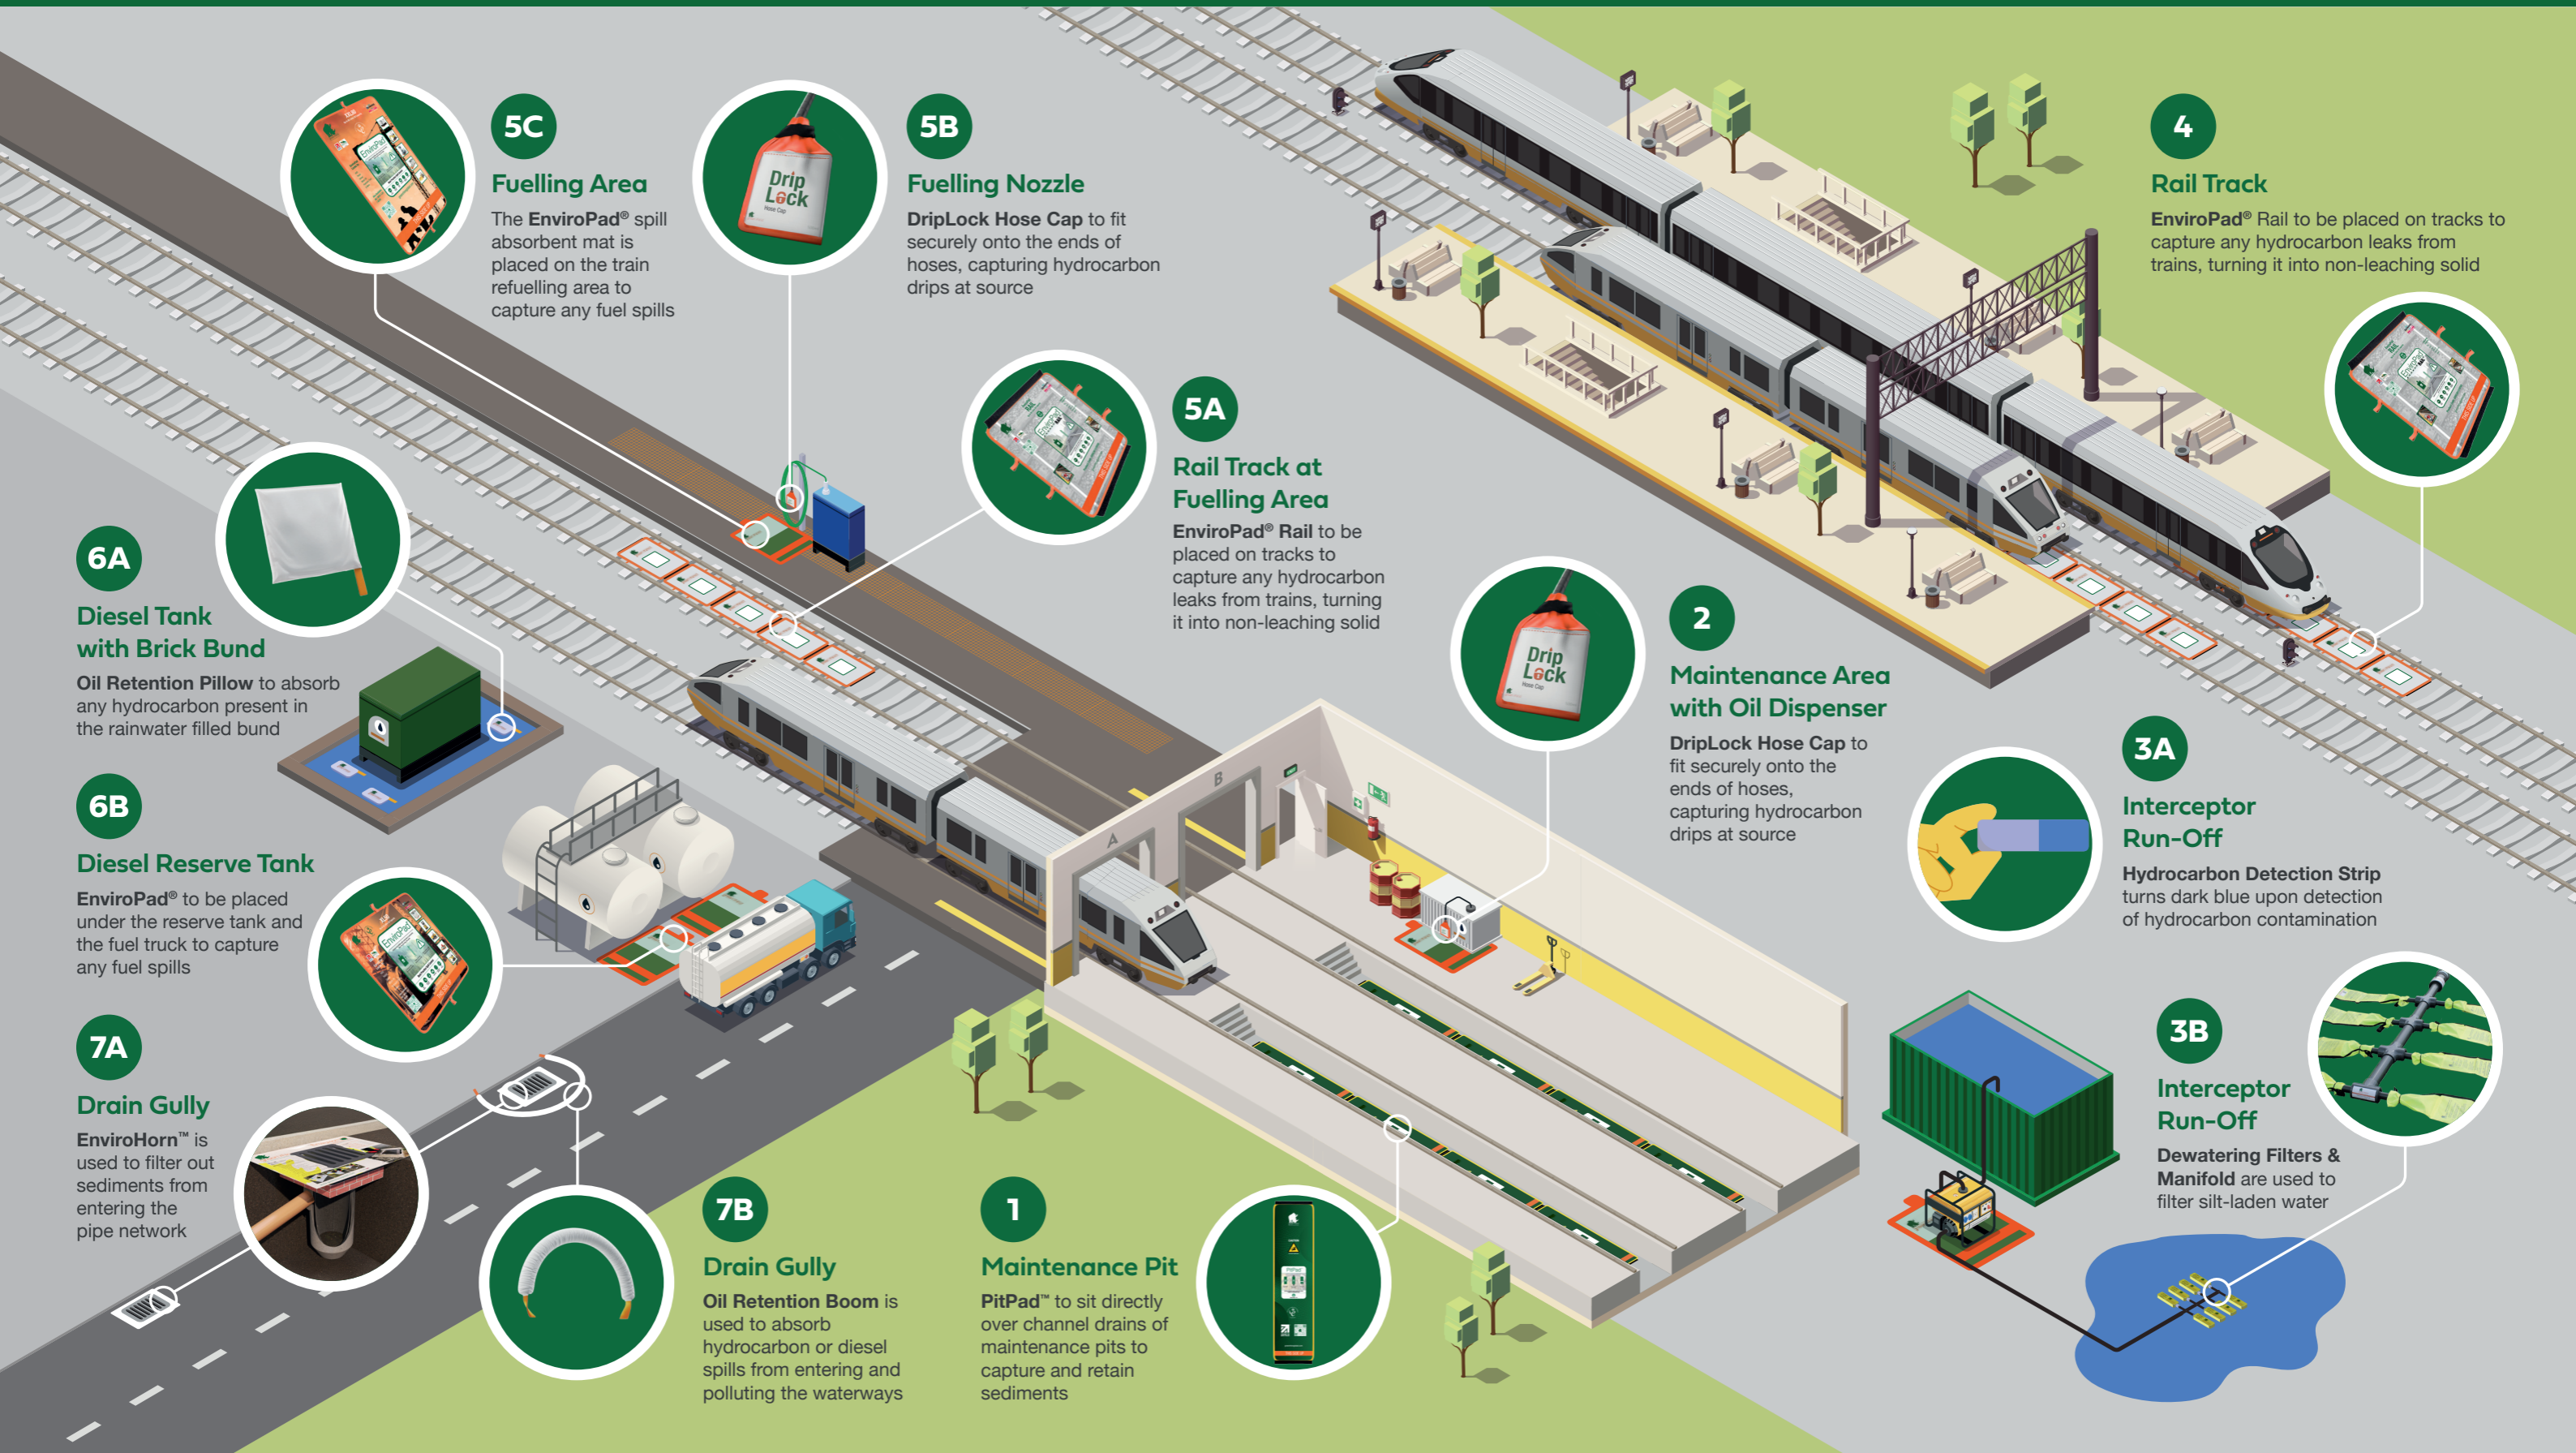 5C
Fuelling Area
The EnviroPad® spill
absorbent mat is
placed on the train
refuelling area to
capture any fuel spills
EnviroPad
5B
Fuelling Nozzle
DripLock Hose Cap to fit
securely onto the ends of
hoses, capturing hydrocarbon
drips at source
Drip
Lock
Hose Cap
4
Rail Track
EnviroPad® Rail to be placed on tracks to
capture any hydrocarbon leaks from
trains, turning it into non-leaching solid
EnviroPad
5A
Rail Track at
Fuelling Area
EnviroPad® Rail to be
placed on tracks to
capture any hydrocarbon
leaks from trains, turning
it into non-leaching solid
EnviroPad
6A
Diesel Tank
with Brick Bund
Oil Retention Pillow to absorb
any hydrocarbon present in
the rainwater filled bund
2
Maintenance Area
with Oil Dispenser
DripLock Hose Cap to
fit securely onto the
ends of hoses,
capturing hydrocarbon
drips at source
Drip
Lock
Hose Cap
3A
Interceptor
Run-Off
Hydrocarbon Detection Strip
turns dark blue upon detection
of hydrocarbon contamination
6B
Diesel Reserve Tank
EnviroPad® to be placed
under the reserve tank and
the fuel truck to capture
any fuel spills
EnviroPad
A
B
3B
Interceptor
Run-Off
Dewatering Filters &
Manifold are used to
filter silt-laden water
7A
Drain Gully
EnviroHorn™ is
used to filter out
sediments from
entering the
pipe network
7B
Drain Gully
Oil Retention Boom is
used to absorb
hydrocarbon or diesel
spills from entering and
polluting the waterways
1
Maintenance Pit
PitPad™ to sit directly
over channel drains of
maintenance pits to
capture and retain
sediments
PitPad